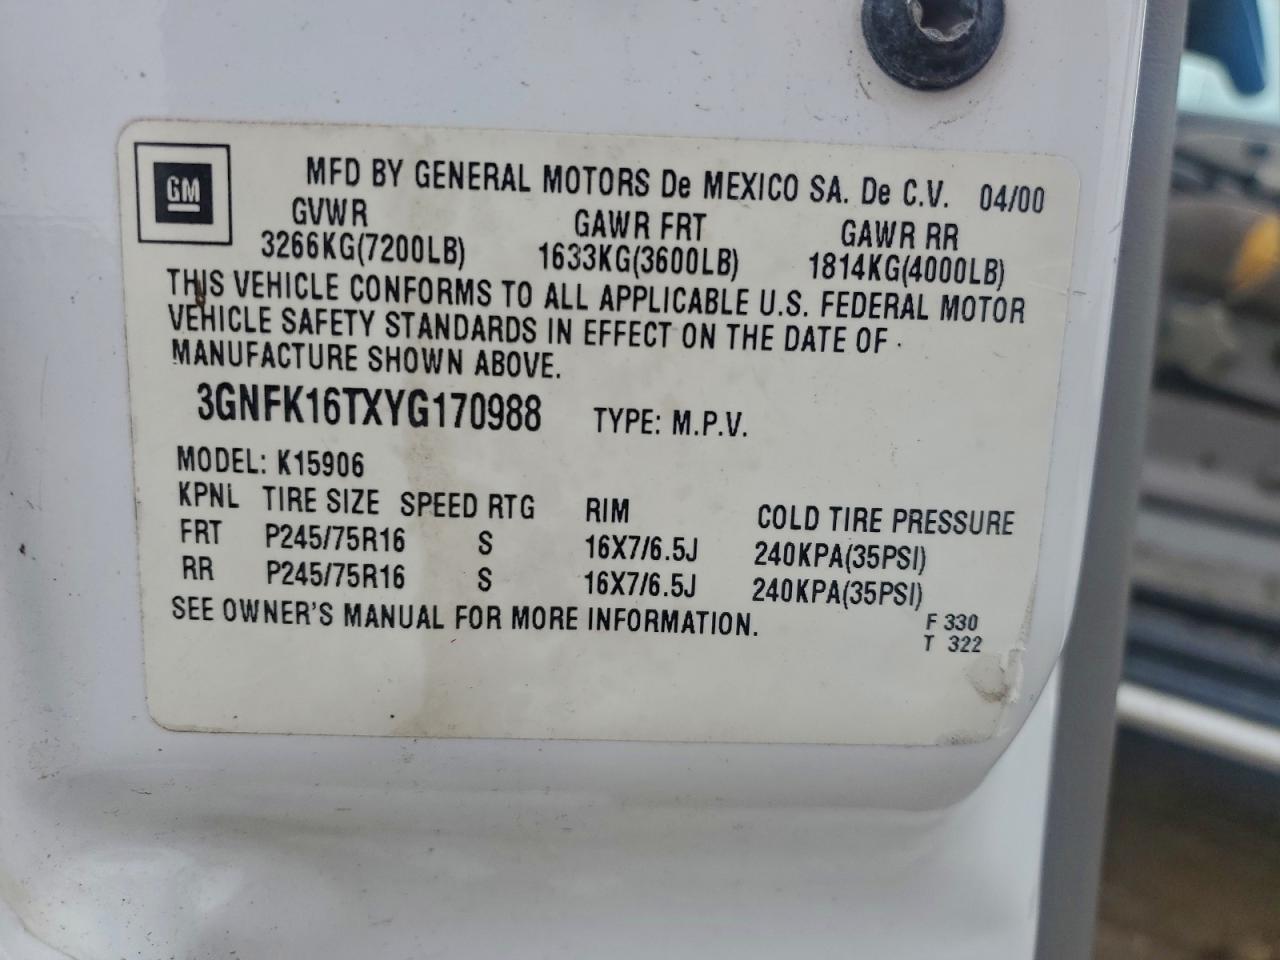 GM
MFD BY GENERAL MOTORS De MEXICO SA. De C.V. 04/00
GVWR GAWR FRT GAWR RR
3266KG(7200LB) 1633KG(3600LB) 1814KG(4000LB)
THIS VEHICLE CONFORMS TO ALL APPLICABLE U.S. FEDERAL MOTOR
VEHICLE SAFETY STANDARDS IN EFFECT ON THE DATE OF
MANUFACTURE SHOWN ABOVE.
3GNFK16TXYG170988 TYPE: M.P.V.
MODEL: K15906
KPNL TIRE SIZE SPEED RTG RIM COLD TIRE PRESSURE
FRT P245/75R16 S 16X7/6.5J 240KPA(35PSI)
RR P245/75R16 S 16X7/6.5J 240KPA(35PSI)
SEE OWNER'S MANUAL FOR MORE INFORMATION.
F 330
T 322